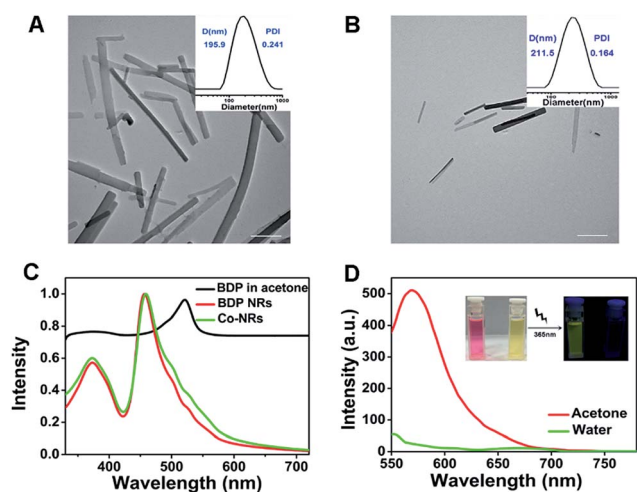 A
D(nm) PDI
195.9 0.241
100 1000
Diameter(nm)
B
D(nm) PDI
211.5 0.164
100 1000
Diameter(nm)
C
Intensity
1.0
0.8
0.6
0.4
0.2
0.0
BDP in acetone
BDP NRs
Co-NRs
400 500 600 700
Wavelength (nm)
D
Intensity (a.u.)
500
400
300
200
100
0
365nm
Acetone
Water
550 600 650 700 750
Wavelength (nm)